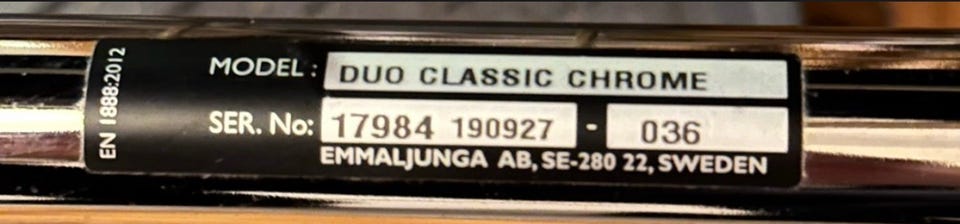 EN 1888:2012
MODEL: DUO CLASSIC CHROME
SER. No: 17984 190927 - 036
EMMALJUNGA AB, SE-280 22, SWEDEN